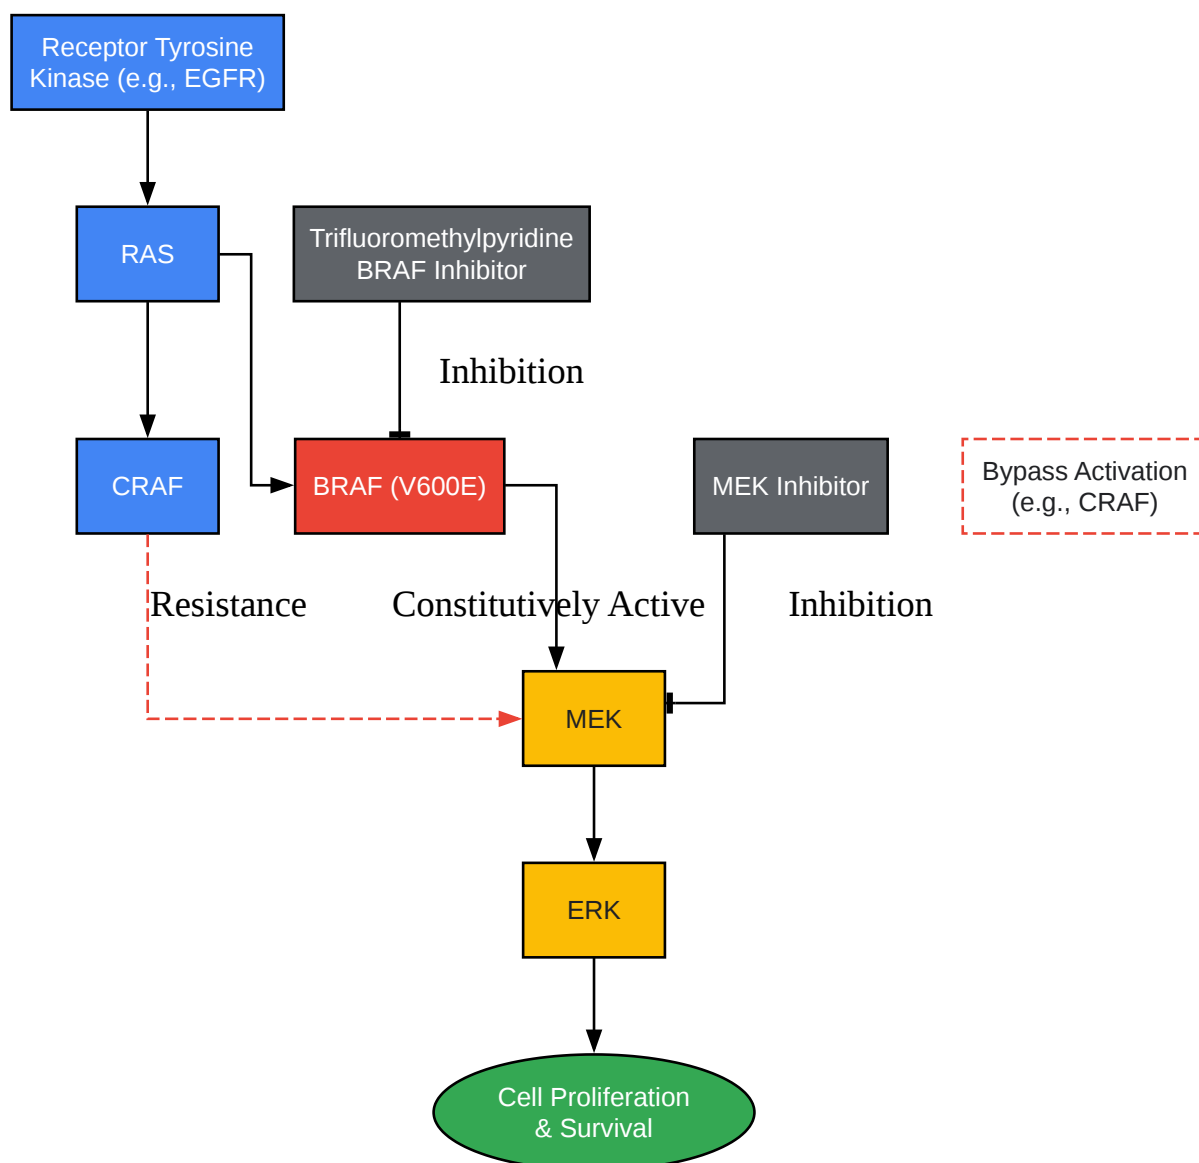 Receptor Tyrosine
Kinase (e.g., EGFR)
RAS
Trifluoromethylpyridine
BRAF Inhibitor
Inhibition
CRAF
BRAF (V600E)
MEK Inhibitor
Bypass Activation
(e.g., CRAF)
Resistance
Constitutively Active
Inhibition
MEK
ERK
Cell Proliferation
& Survival